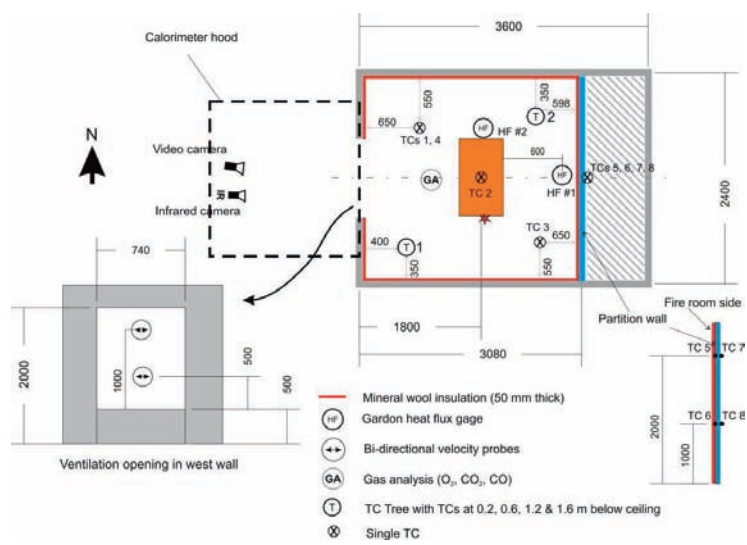 3600
Calorimeter hood
N
Video camera
IR
Infrared camera
550
350
598
650
TCs 1, 4
T 2
HF
HF #2
600
HF
HF #1
TCs 5, 6, 7, 8
GA
TC 2
2400
TC 3
650
550
400
T 1
350
740
1800
3080
Partition wall
Fire room side
TC 5
TC 7
TC 6
TC 8
2000
1000
2000
1000
500
500
Ventilation opening in west wall
Mineral wool insulation (50 mm thick)
HF Gardon heat flux gage
Bi-directional velocity probes
GA Gas analysis (O₂, CO₂, CO)
T TC Tree with TCs at 0.2, 0.6, 1.2 & 1.6 m below ceiling
Single TC